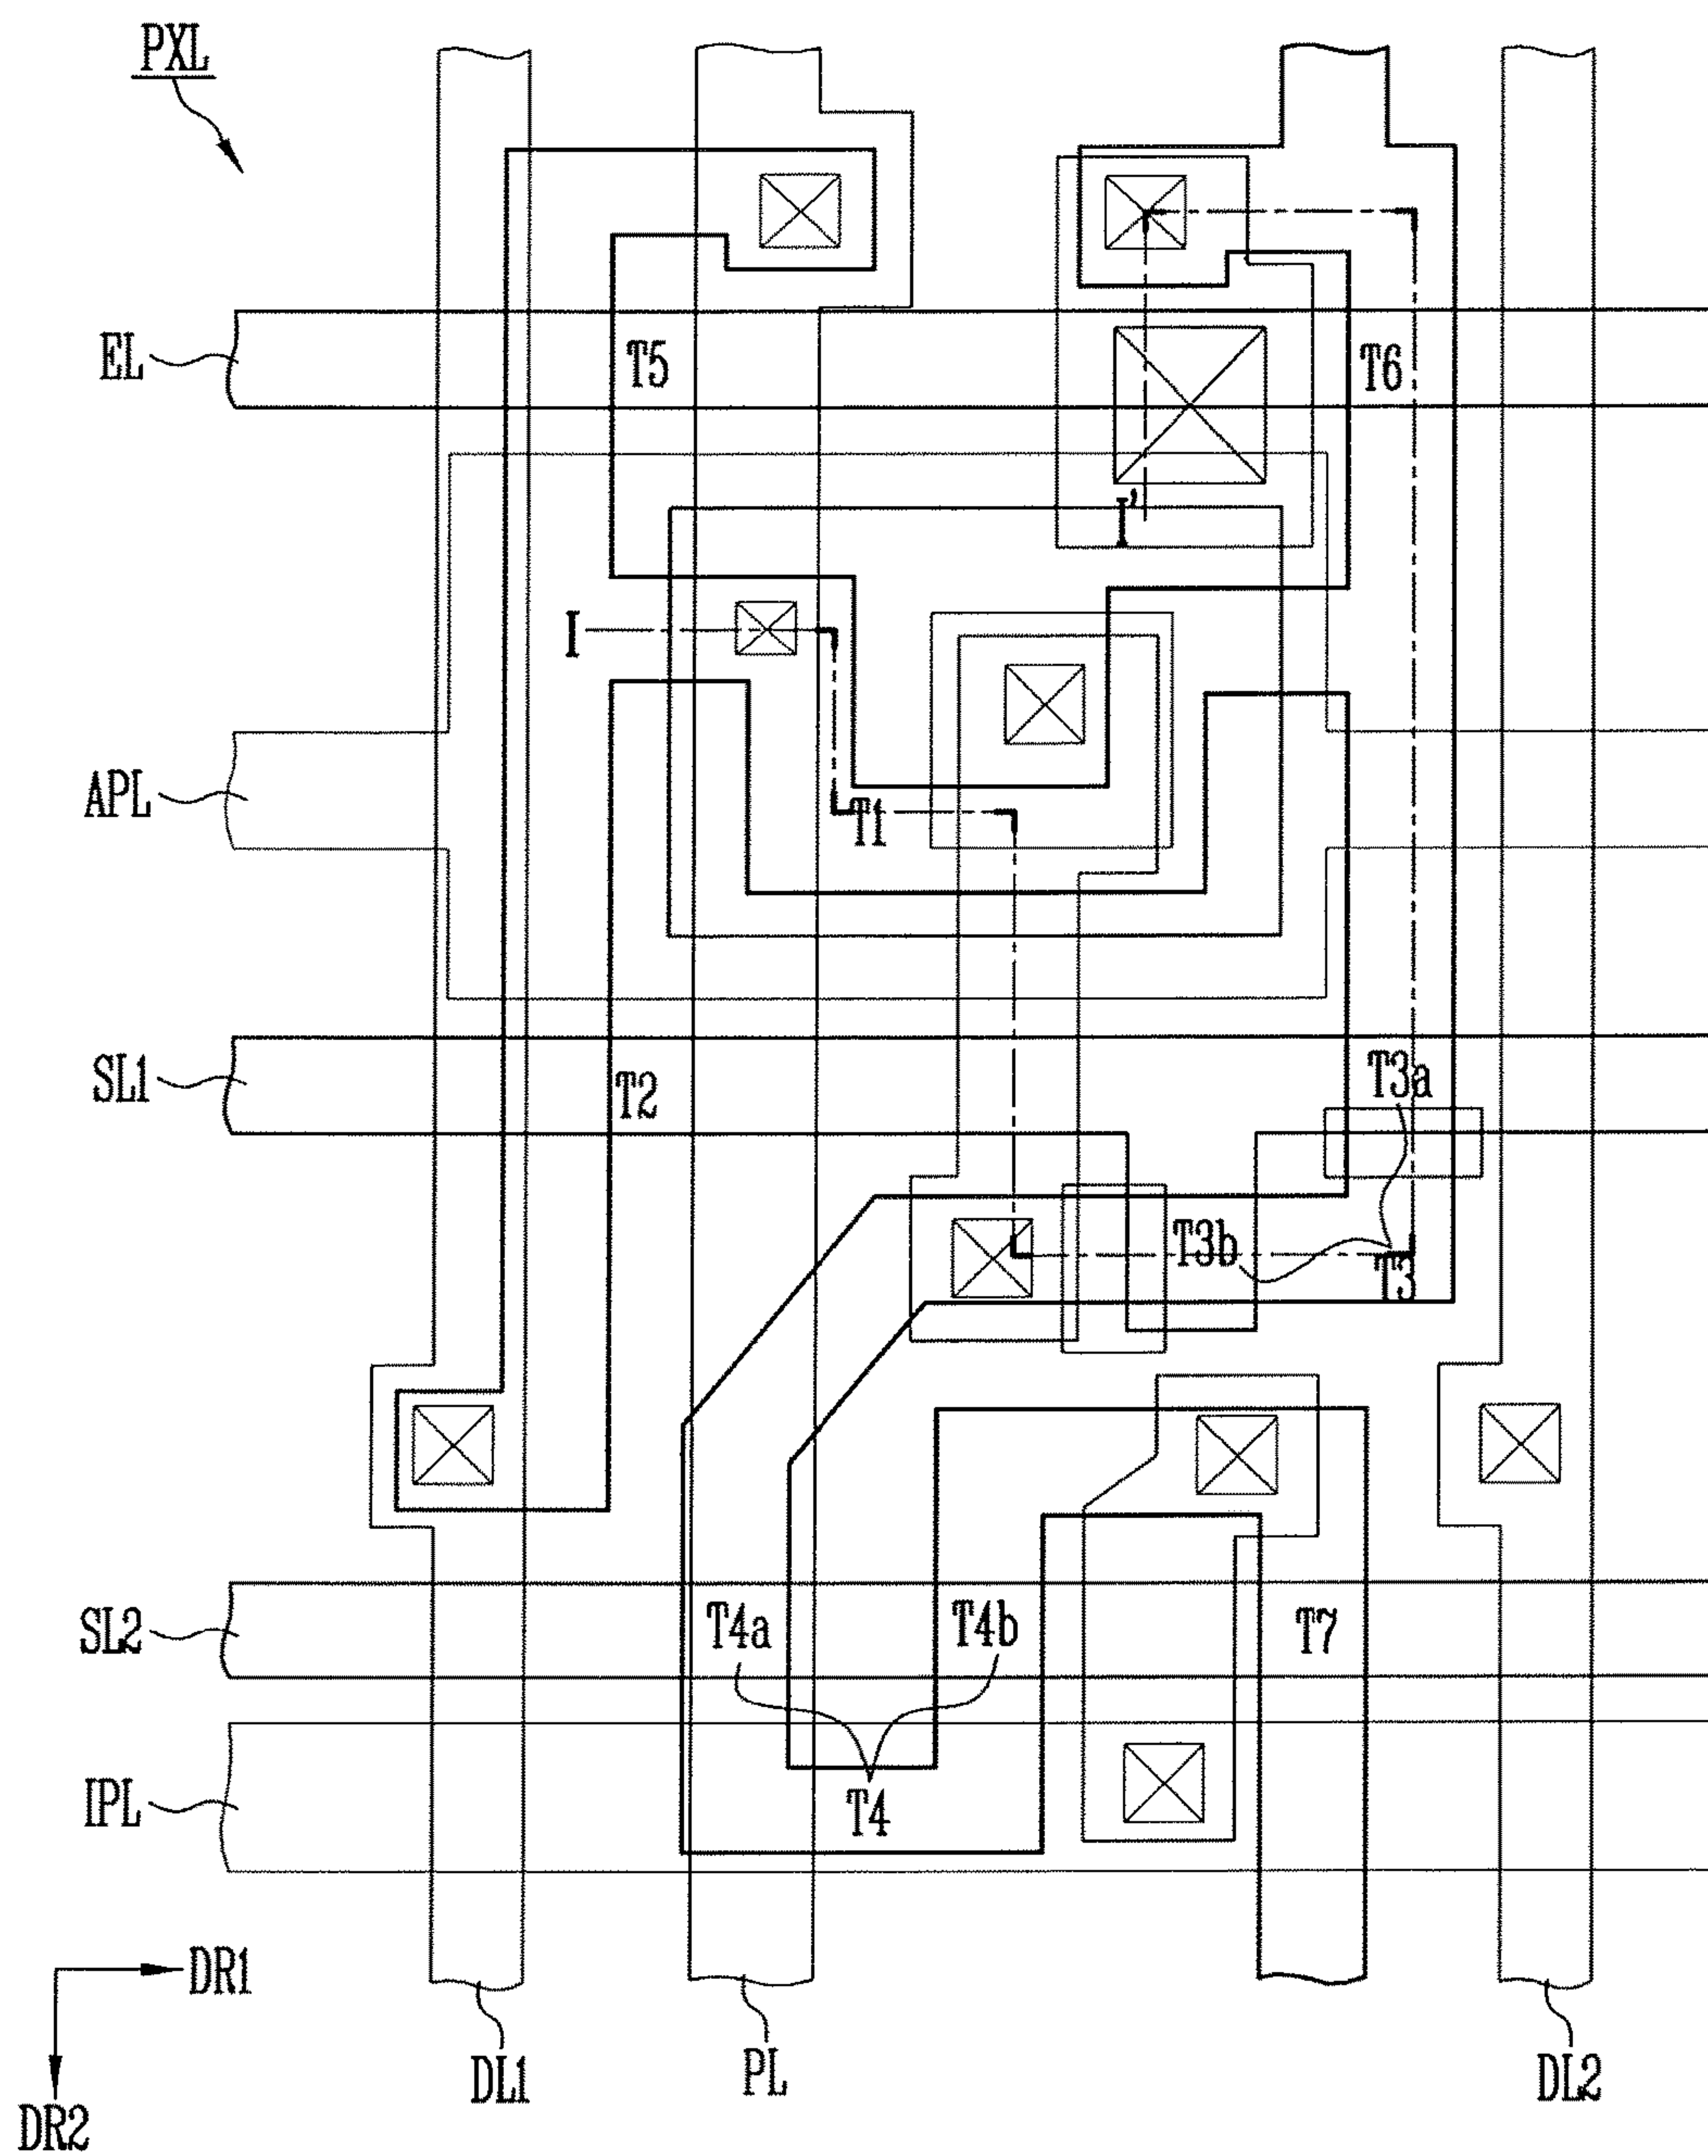 PXL
EL
T5
T6
I'
I
APL
T1
SL1
T2
T3a
T3b
T3
SL2
T4a
T4b
T7
IPL
T4
DR1
DR2
DL1
PL
DL2